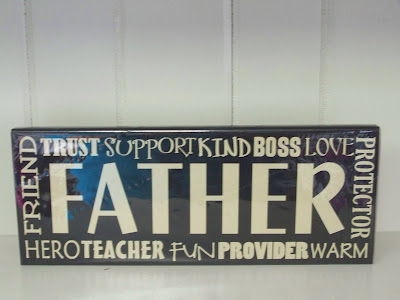 TRUST SUPPORT KIND BOSS LOVE
FRIEND
FATHER
PROTECTOR
HERO TEACHER FUN PROVIDER WARM